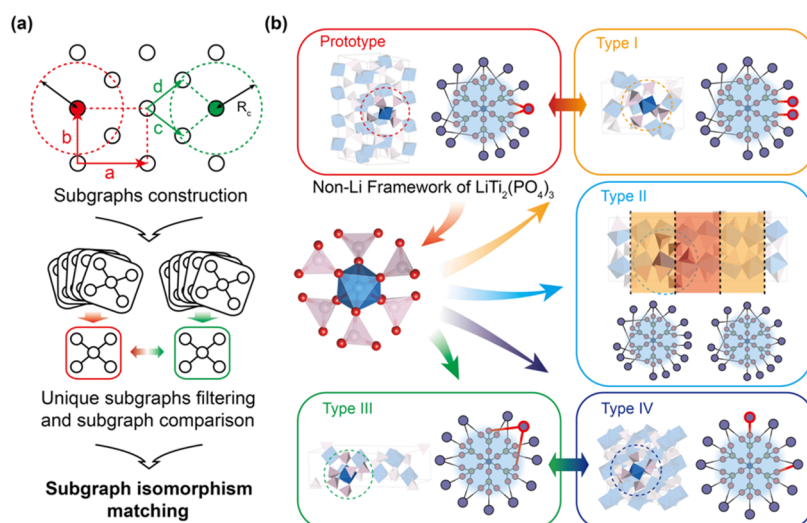 (a)
d
R_c
b
c
a
Subgraphs construction
Unique subgraphs filtering
and subgraph comparison
Subgraph isomorphism
matching
(b)
Prototype
Type I
Non-Li Framework of LiTi₂(PO₄)₃
Type II
Type III
Type IV